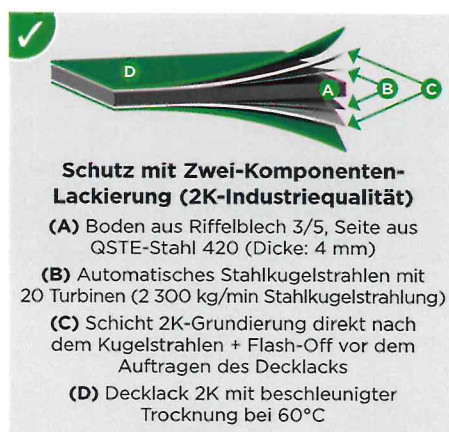 D
A
B
C
Schutz mit Zwei-Komponenten-
Lackierung (2K-Industriequalität)
(A) Boden aus Riffelblech 3/5, Seite aus
QSTE-Stahl 420 (Dicke: 4 mm)
(B) Automatisches Stahlkugelstrahlen mit
20 Turbinen (2 300 kg/min Stahlkugelstrahlung)
(C) Schicht 2K-Grundierung direkt nach
dem Kugelstrahlen + Flash-Off vor dem
Auftragen des Decklacks
(D) Decklack 2K mit beschleunigter
Trocknung bei 60°C